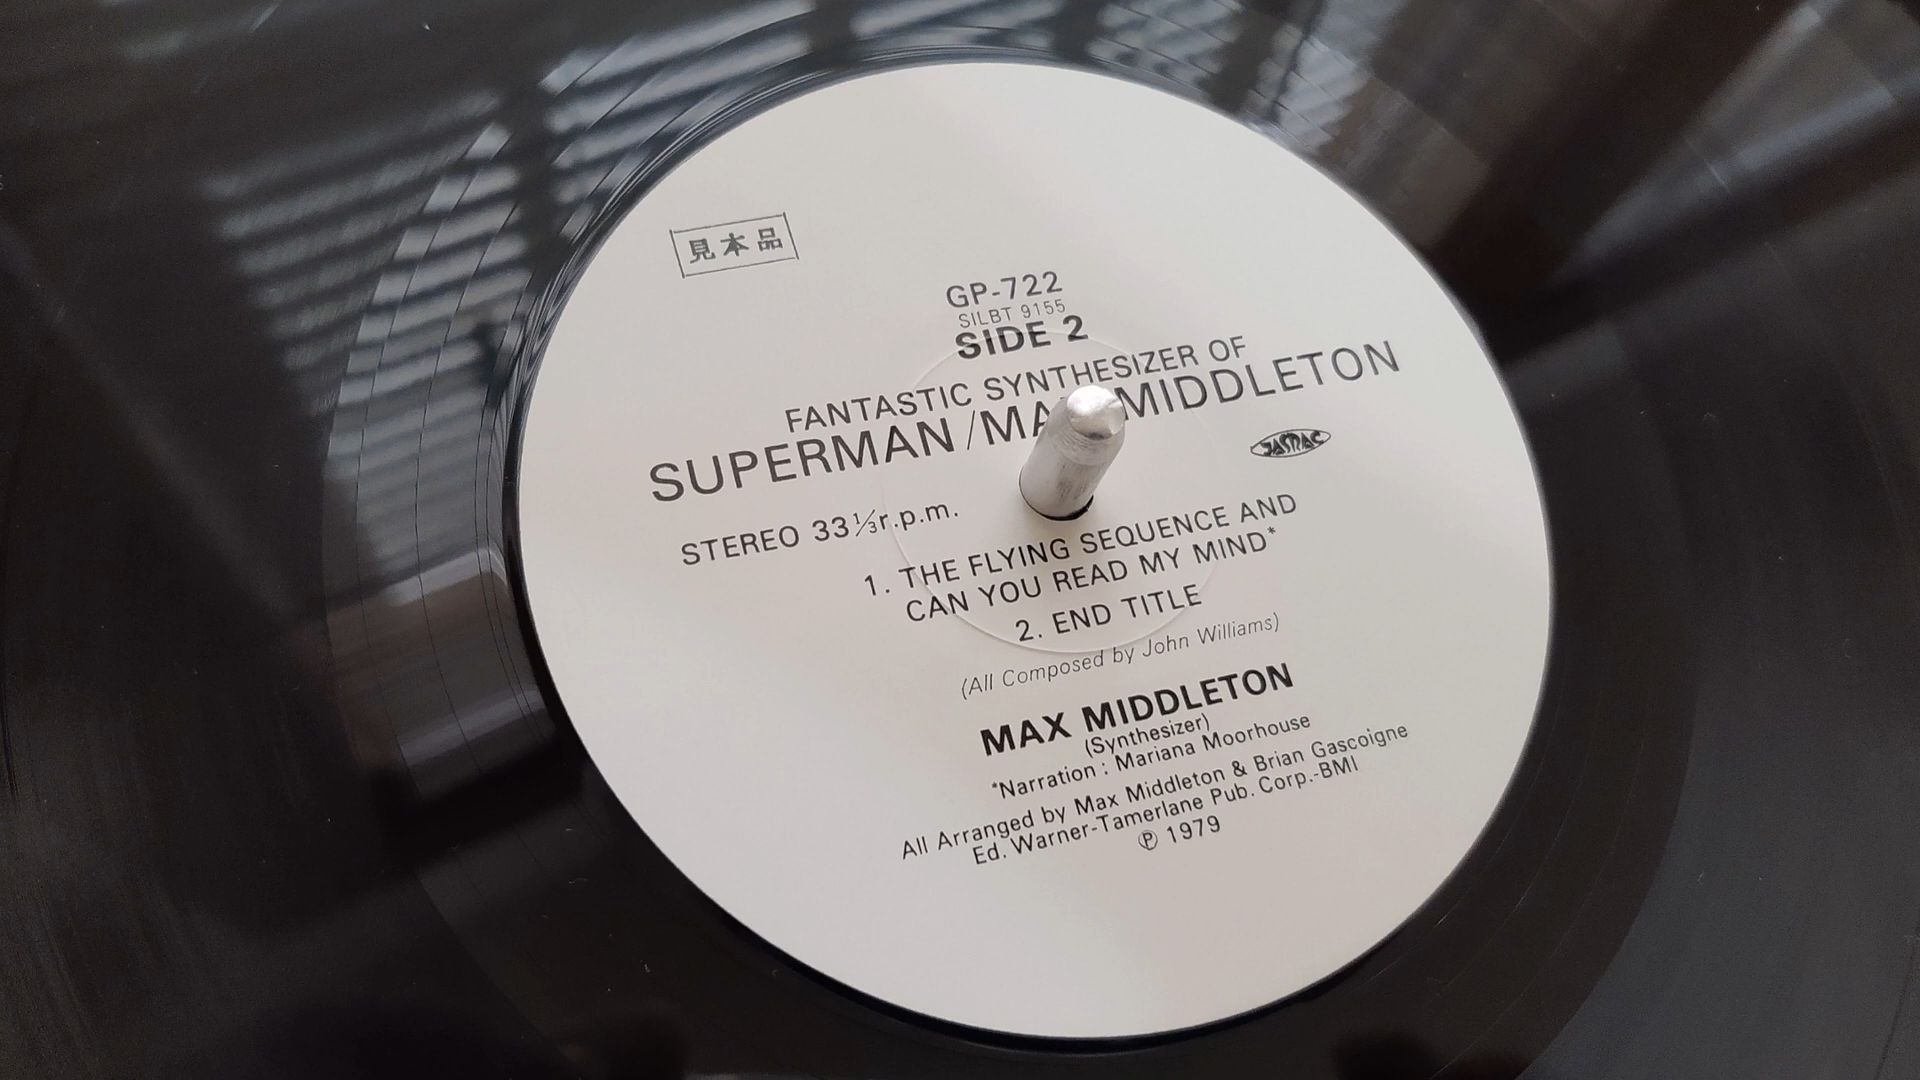 見本品
GP-722
SILBT 9155
SIDE 2
FANTASTIC SYNTHESIZER OF
SUPERMAN / MIDDLETON
JASRAC
STEREO 33⅓r.p.m.
1. THE FLYING SEQUENCE AND
CAN YOU READ MY MIND*
2. END TITLE
(All Composed by John Williams)
MAX MIDDLETON
(Synthesizer)
*Narration : Mariana Moorhouse
All Arranged by Max Middleton & Brian Gascoigne
Ed. Warner-Tamerlane Pub. Corp.-BMI
Ⓟ 1979